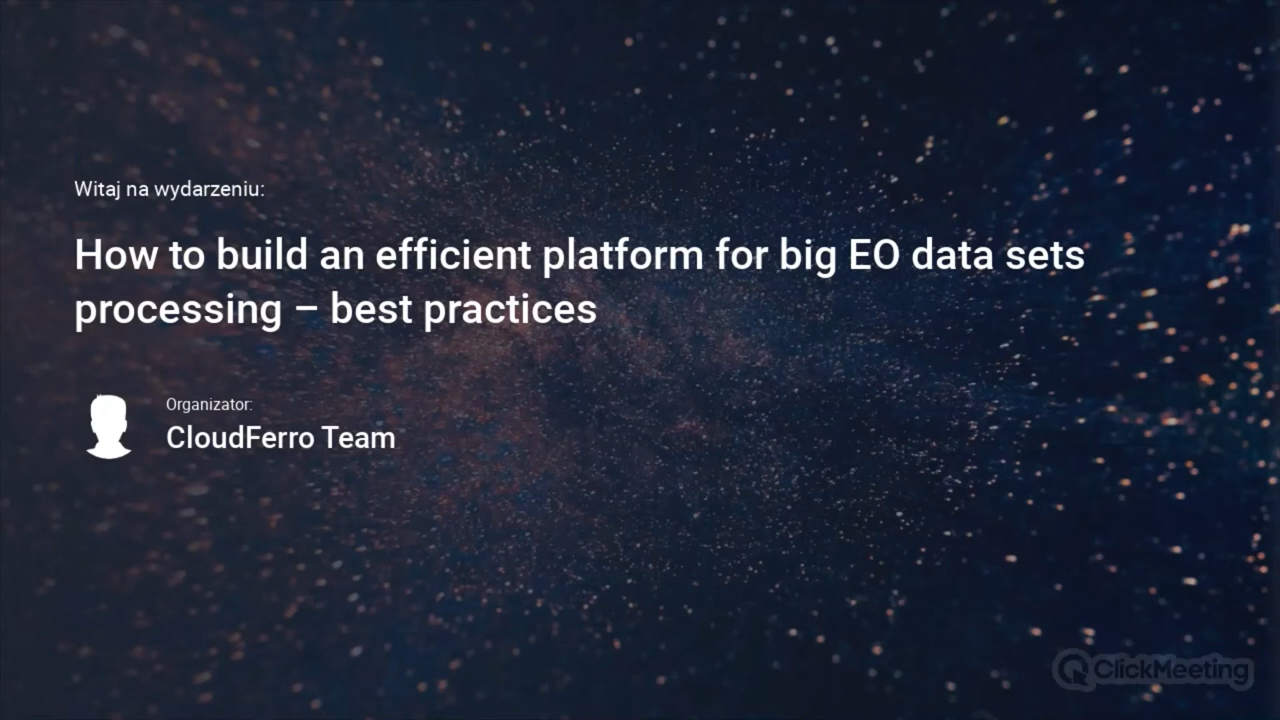 Witaj na wydarzeniu:
How to build an efficient platform for big EO data sets
processing – best practices
Organizator:
CloudFerro Team
ClickMeeting